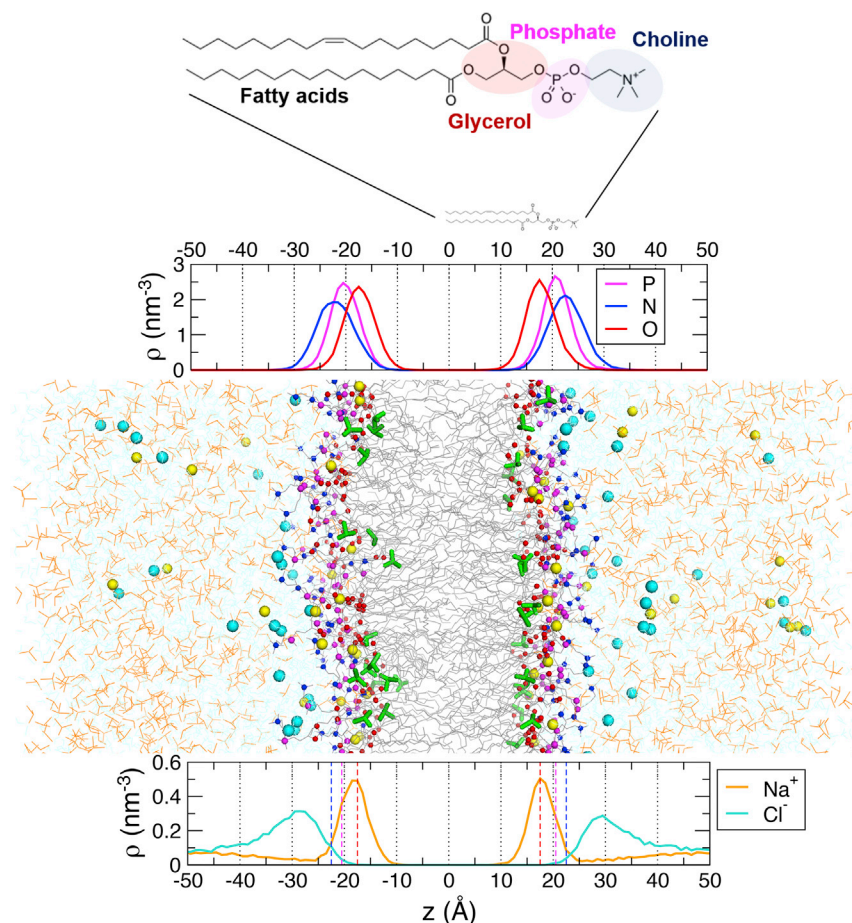 O
O
Phosphate
Choline
O
O
O P O
N+
O
Fatty acids
O O-
Glycerol
-50 -40 -30 -20 -10 0 10 20 30 40 50
3
2
1
0
ρ (nm-3)
P
N
O
0.6
0.4
0.2
0
ρ (nm-3)
Na+
Cl-
-50 -40 -30 -20 -10 0 10 20 30 40 50
z (Å)